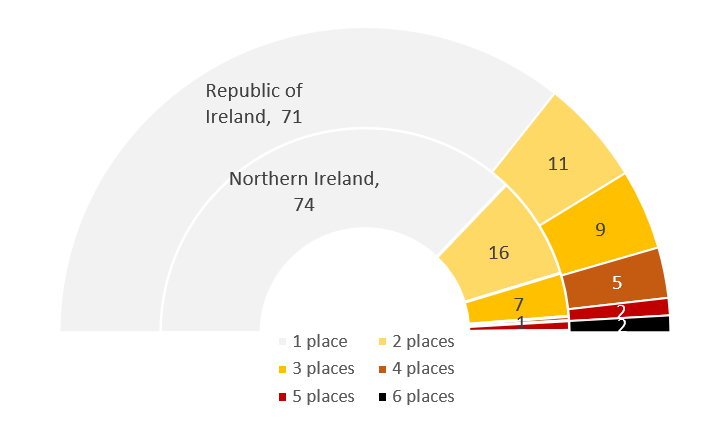 Republic of
Ireland, 71
11
Northern Ireland,
74
9
16
5
7
2
1
2
1 place
2 places
3 places
4 places
5 places
6 places